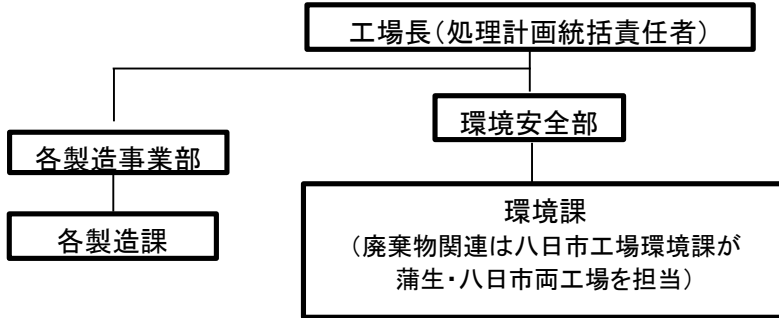 工場長（処理計画統括責任者）
環境安全部
各製造事業部
各製造課
環境課
（廃棄物関連は八日市工場環境課が
蒲生・八日市両工場を担当）